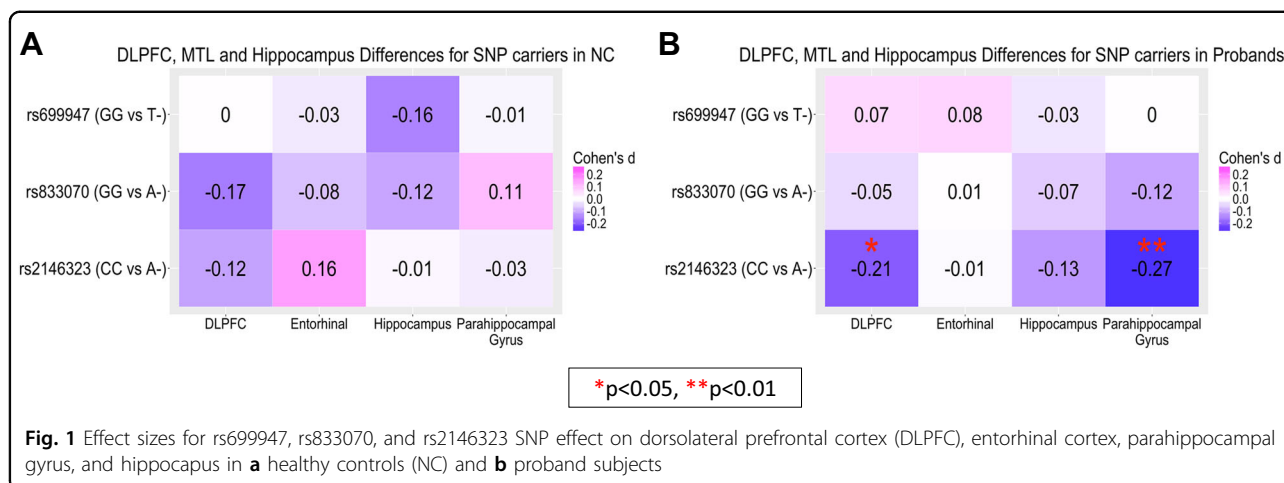 A
DLPFC, MTL and Hippocampus Differences for SNP carriers in NC
rs699947 (GG vs T-)
0 -0.03 -0.16 -0.01
rs833070 (GG vs A-)
-0.17 -0.08 -0.12 0.11
rs2146323 (CC vs A-)
-0.12 0.16 -0.01 -0.03
DLPFC Entorhinal Hippocampus Parahippocampal
Gyrus
Cohen's d
0.2
0.1
0.0
-0.1
-0.2
B
DLPFC, MTL and Hippocampus Differences for SNP carriers in Probands
rs699947 (GG vs T-)
0.07 0.08 -0.03 0
rs833070 (GG vs A-)
-0.05 0.01 -0.07 -0.12
* **
rs2146323 (CC vs A-)
-0.21 -0.01 -0.13 -0.27
DLPFC Entorhinal Hippocampus Parahippocampal
Gyrus
Cohen's d
0.2
0.1
0.0
-0.1
-0.2
*p<0.05, **p<0.01
Fig. 1 Effect sizes for rs699947, rs833070, and rs2146323 SNP effect on dorsolateral prefrontal cortex (DLPFC), entorhinal cortex, parahippocampal
gyrus, and hippocapus in a healthy controls (NC) and b proband subjects